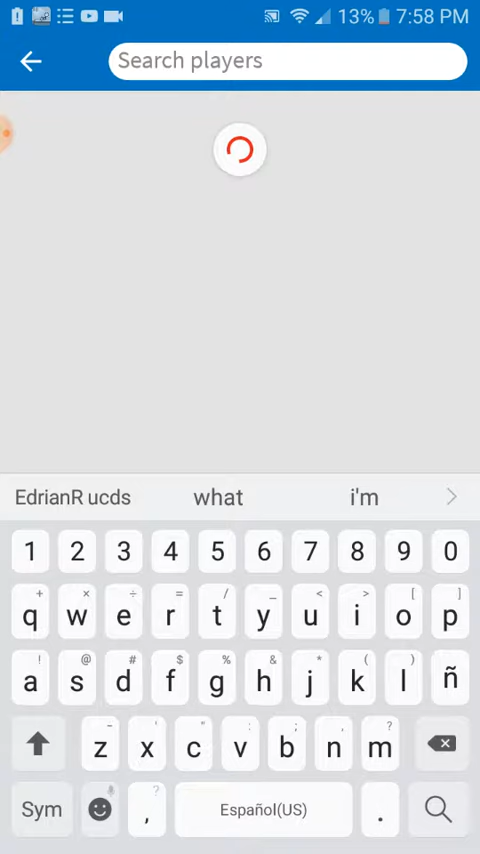 13% 7:58 PM
Search players
EdrianR ucds what i'm
1 2 3 4 5 6 7 8 9 0
+ × ÷ = / _ < > [ ]
q w e r t y u i o p
! @ # $ % & * ( )
a s d f g h j k l ñ
- ' " : ; , ?
z x c v b n m
Sym , ? Español(US) .